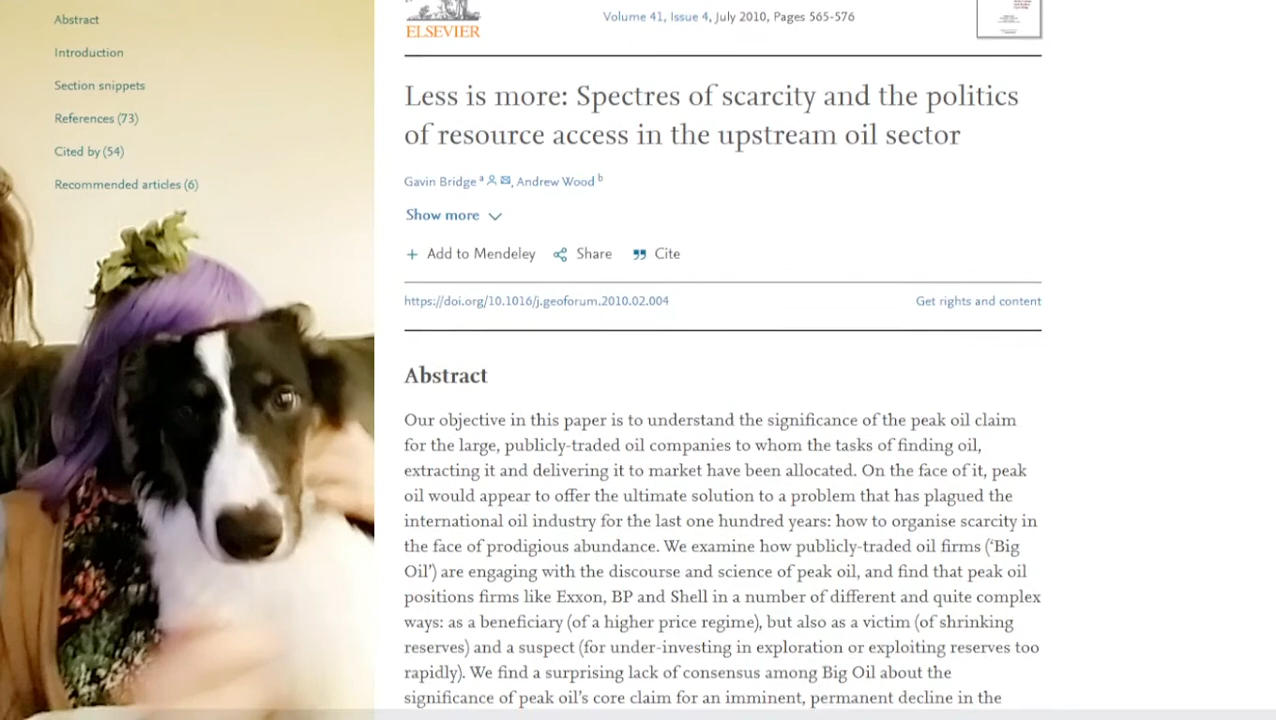 Abstract
Introduction
Section snippets
References (73)
Cited by (54)
Recommended articles (6)
ELSEVIER
Volume 41, Issue 4, July 2010, Pages 565-576
Less is more: Spectres of scarcity and the politics
of resource access in the upstream oil sector
Gavin Bridge a, Andrew Wood b
Show more
+ Add to Mendeley Share Cite
https://doi.org/10.1016/j.geoforum.2010.02.004 Get rights and content
Abstract
Our objective in this paper is to understand the significance of the peak oil claim
for the large, publicly-traded oil companies to whom the tasks of finding oil,
extracting it and delivering it to market have been allocated. On the face of it, peak
oil would appear to offer the ultimate solution to a problem that has plagued the
international oil industry for the last one hundred years: how to organise scarcity in
the face of prodigious abundance. We examine how publicly-traded oil firms (‘Big
Oil’) are engaging with the discourse and science of peak oil, and find that peak oil
positions firms like Exxon, BP and Shell in a number of different and quite complex
ways: as a beneficiary (of a higher price regime), but also as a victim (of shrinking
reserves) and a suspect (for under-investing in exploration or exploiting reserves too
rapidly). We find a surprising lack of consensus among Big Oil about the
significance of peak oil’s core claim for an imminent, permanent decline in the